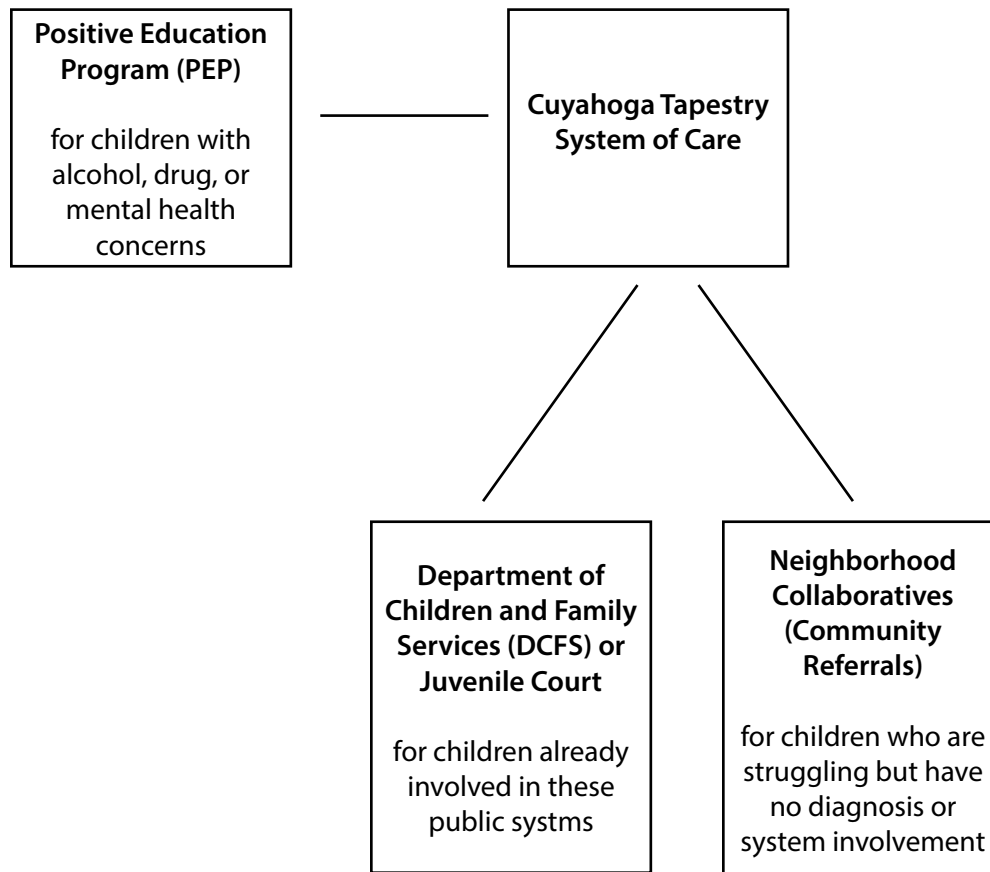 Positive Education
Program (PEP)
for children with
alcohol, drug, or
mental health
concerns
Cuyahoga Tapestry
System of Care
Department of
Children and Family
Services (DCFS) or
Juvenile Court
for children already
involved in these
public systms
Neighborhood
Collaboratives
(Community
Referrals)
for children who are
struggling but have
no diagnosis or
system involvement